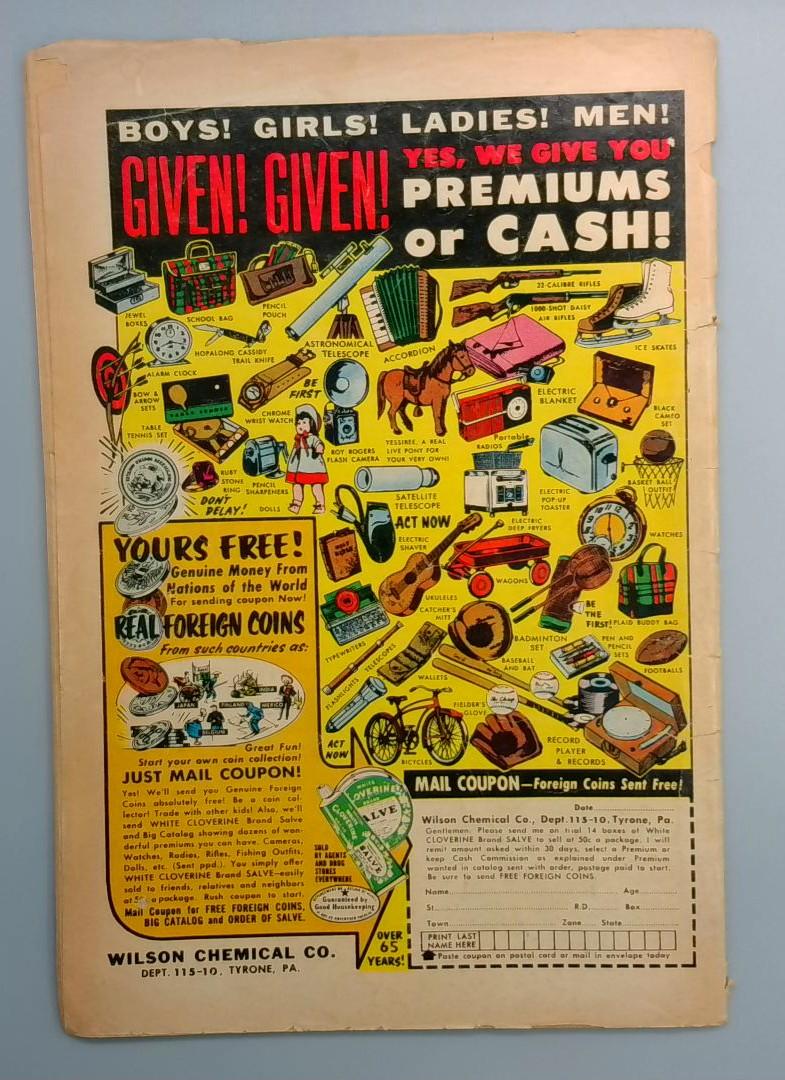 BOYS! GIRLS! LADIES! MEN!
GIVEN! GIVEN!
YES, WE GIVE YOU
PREMIUMS
or CASH!
JEWEL
BOXES
SCHOOL BAG
PENCIL
POUCH
ASTRONOMICAL
TELESCOPE
ACCORDION
22-CALIBRE RIFLES
1000-SHOT DAISY
AIR RIFLES
ICE SKATES
ALARM CLOCK
HOPALONG CASSIDY
TRAIL KNIFE
BOW &
ARROW
SETS
TABLE TENNIS
TABLE
TENNIS SET
CHROME
WRIST WATCH
BE
FIRST
ROY ROGERS
FLASH CAMERA
YESSIREE, A REAL
LIVE PONY FOR
YOUR VERY OWN!
Portable
RADIOS
ELECTRIC
BLANKET
BLACK
CAMEO
SET
RUBY
STONE
RING
PENCIL
SHARPENERS
DOLLS
DON'T
DELAY!
SATELLITE
TELESCOPE
ELECTRIC
POP-UP
TOASTER
BASKET BALL
OUTFIT
ACT NOW
ELECTRIC
SHAVER
ELECTRIC
DEEP FRYERS
WATCHES
HOLY
BIBLE
UKULELES
WAGONS
BE
THE
FIRST!
PLAID BUDDY BAG
TYPEWRITERS
TELESCOPES
CATCHER'S
MITT
BADMINTON
SET
PEN AND
PENCIL
SETS
FOOTBALLS
FLASHLIGHTS
WALLETS
BASEBALL
AND BAT
FIELDER'S
GLOVE
ACT
NOW
BICYCLES
RECORD
PLAYER
& RECORDS
YOURS FREE!
Genuine Money From
Nations of the World
For sending coupon Now!
REAL FOREIGN COINS
From such countries as:
JAPAN
FINLAND
INDIA
MEXICO
BELGIUM
Great Fun!
Start your own coin collection!
JUST MAIL COUPON!
Yes! We'll send you Genuine Foreign
Coins absolutely free! Be a coin col-
lector! Trade with other kids! Also, we'll
send WHITE CLOVERINE Brand Salve
and Big Catalog showing dozens of won-
derful premiums you can have. Cameras,
Watches, Radios, Rifles, Fishing Outfits,
Dolls, etc. (Sent ppd.). You simply offer
WHITE CLOVERINE Brand SALVE—easily
sold to friends, relatives and neighbors
at a package. Rush coupon to start.
Mail Coupon for FREE FOREIGN COINS,
BIG CATALOG and ORDER OF SALVE.
WILSON CHEMICAL CO.
DEPT. 115-10, TYRONE, PA.
WHITE
CLOVERINE
SALVE
CLOVERINE
SALVE
SOLD
BY AGENTS
AND DRUG
STORES
EVERYWHERE
Guaranteed by
Good Housekeeping
OVER
65
YEARS!
MAIL COUPON—Foreign Coins Sent Free!
Date
Wilson Chemical Co., Dept. 115-10, Tyrone, Pa.
Gentlemen: Please send me on trial 14 boxes of White
CLOVERINE Brand SALVE to sell at 50c a package. I will
remit amount asked within 30 days, select a Premium or
keep Cash Commission as explained under Premium
wanted in catalog sent with order, postage paid to start.
Be sure to send FREE FOREIGN COINS.
Name Age
St. R.D. Box
Town Zone State
PRINT LAST
NAME HERE
Paste coupon on postal card or mail in envelope today